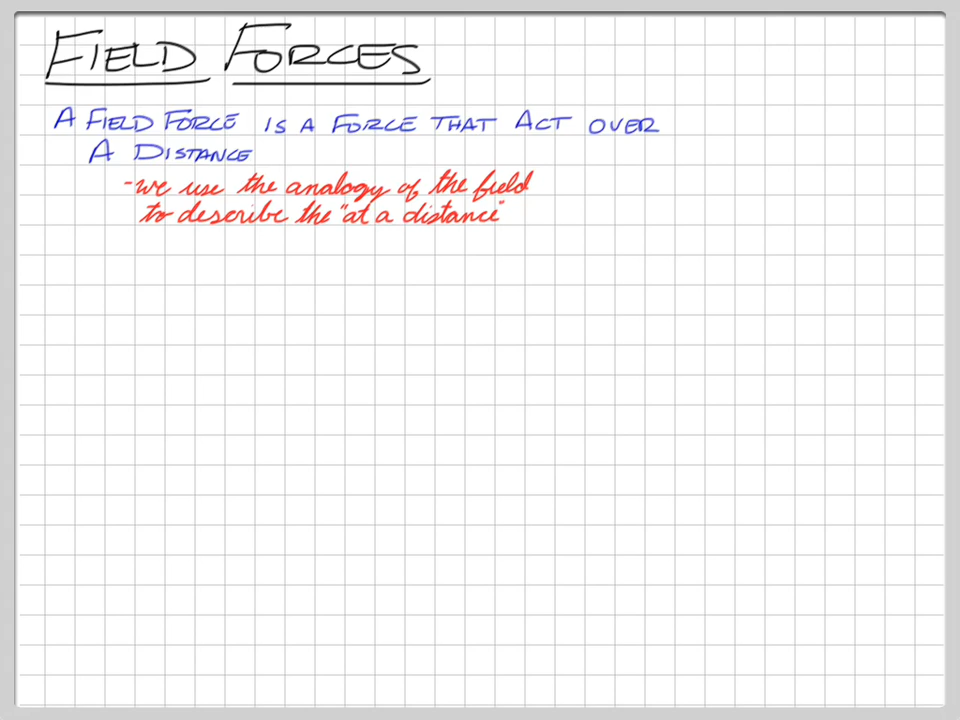 FIELD FORCES
A FIELD FORCE IS A FORCE THAT ACT OVER
A DISTANCE
-we use the analogy of the field
to describe the "at a distance"